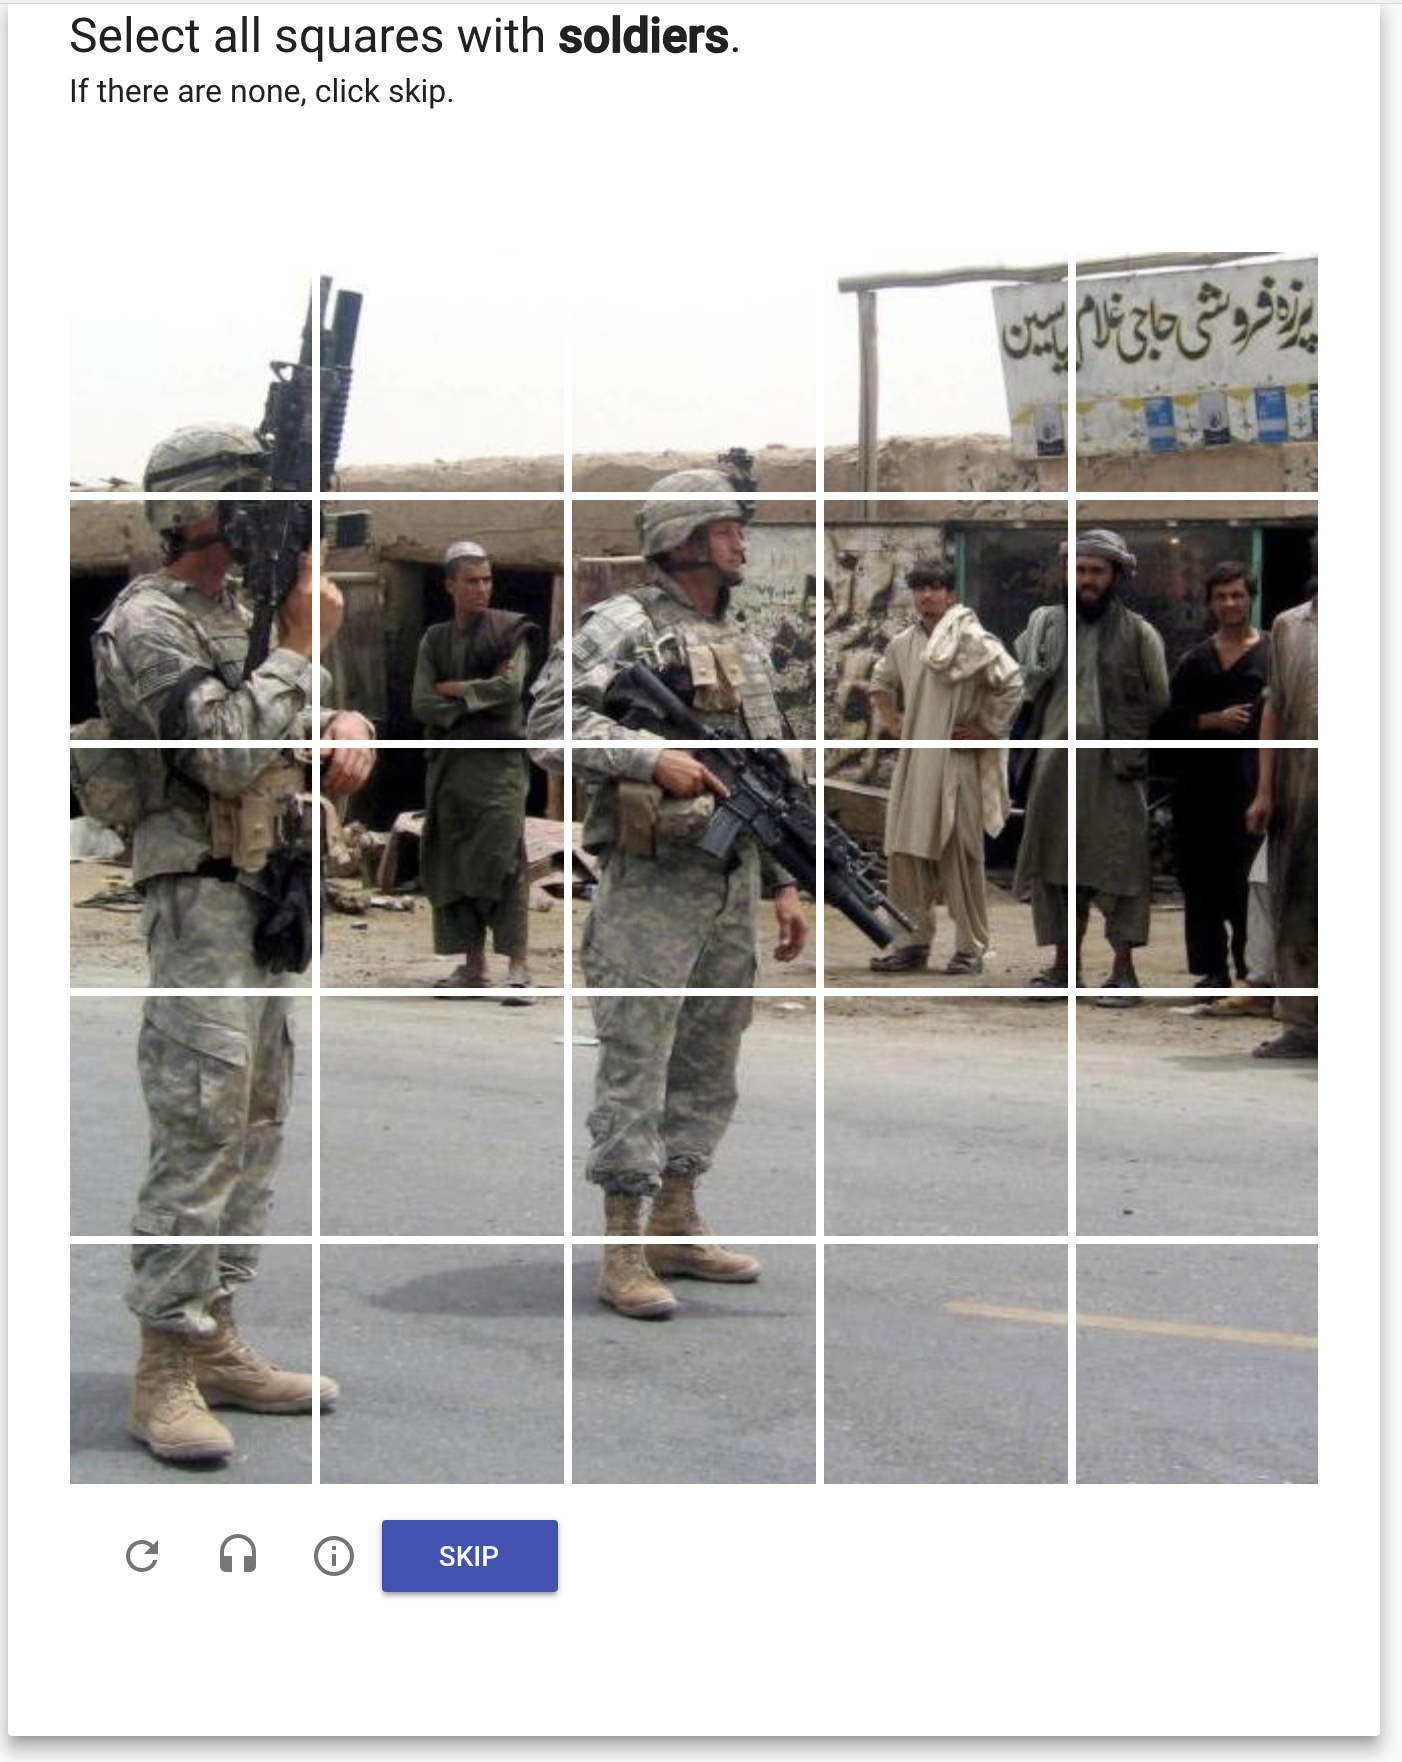 Select all squares with soldiers.
If there are none, click skip.
پرزه فروشی حاجی غلام یاسین
SKIP